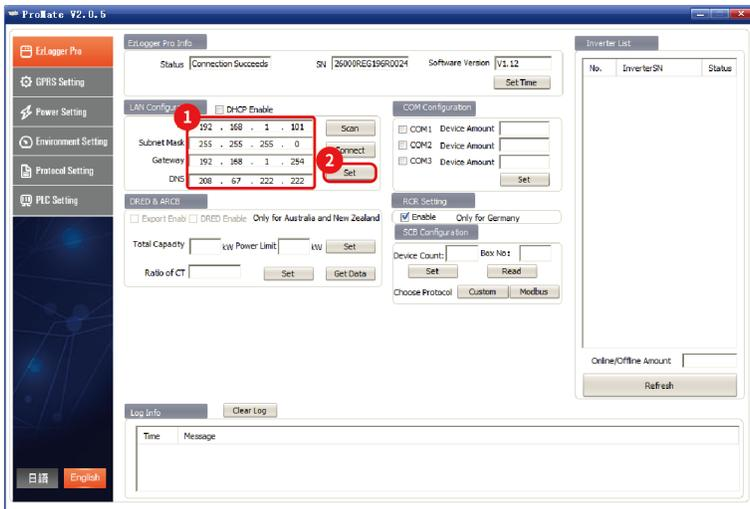 ProMate V2.0.5
EzLogger Pro
GPRS Setting
Power Setting
Environment Setting
Protocol Setting
PLC Setting
日語 English
EzLogger Pro Info
Status Connection Succeeds SN 26000REG196R0024 Software Version V1.12
Set Time
LAN Configurat
DHCP Enable
1
192 . 168 . 1 . 101 Scan
Subnet Mask 255 . 255 . 255 . 0 Connect
Gateway 192 . 168 . 1 . 254
2
DNS 208 . 67 . 222 . 222 Set
COM Configuration
COM1 Device Amount
COM2 Device Amount
COM3 Device Amount
Set
DRED & ARCB
Export Enab DRED Enable Only for Australia and New Zealand
Total Capacity kW Power Limit kW Set
Ratio of CT Set Get Data
RCR Setting
Enable Only for Germany
SCB Configuration
Device Count: Box No:
Set Read
Choose Protocol Custom Modbus
Inverter List
No. InverterSN Status
Online/Offline Amount
Refresh
Log Info Clear Log
Time Message